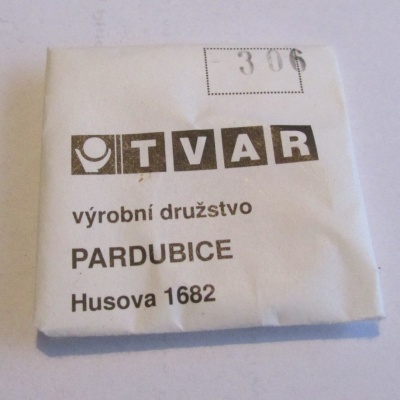 - 306
TVAR
výrobní družstvo
PARDUBICE
Husova 1682